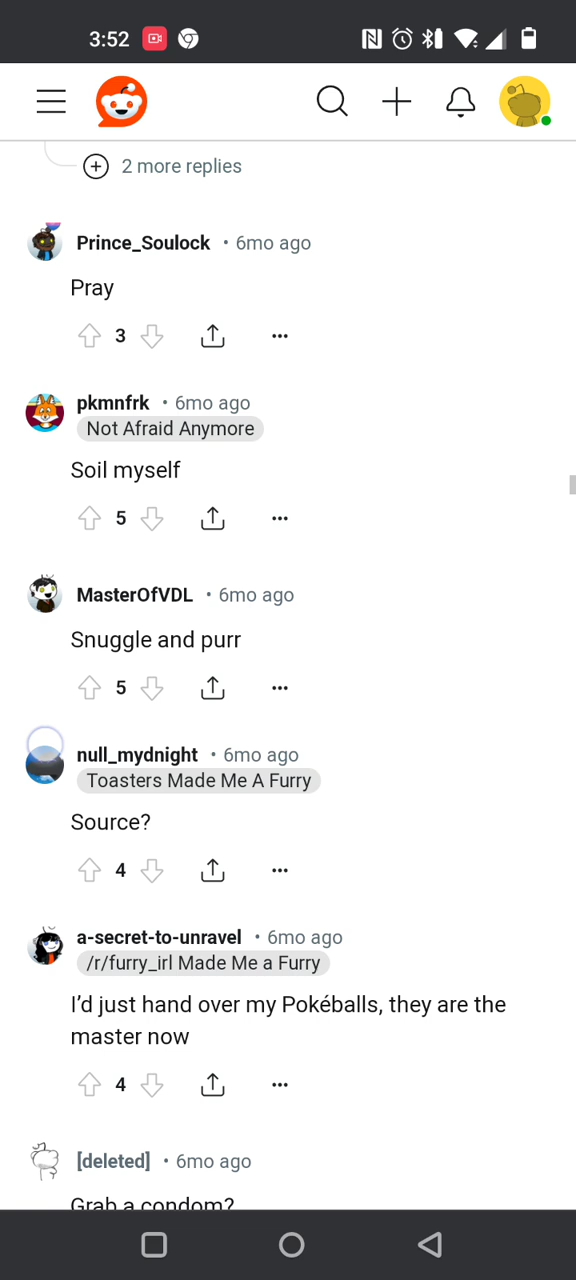 3:52
2 more replies
Prince_Soulock • 6mo ago
Pray
3
pkmnfrk • 6mo ago
Not Afraid Anymore
Soil myself
5
MasterOfVDL • 6mo ago
Snuggle and purr
5
null_mydnight • 6mo ago
Toasters Made Me A Furry
Source?
4
a-secret-to-unravel • 6mo ago
/r/furry_irl Made Me a Furry
I'd just hand over my Pokéballs, they are the
master now
4
[deleted] • 6mo ago
Grab a condom?